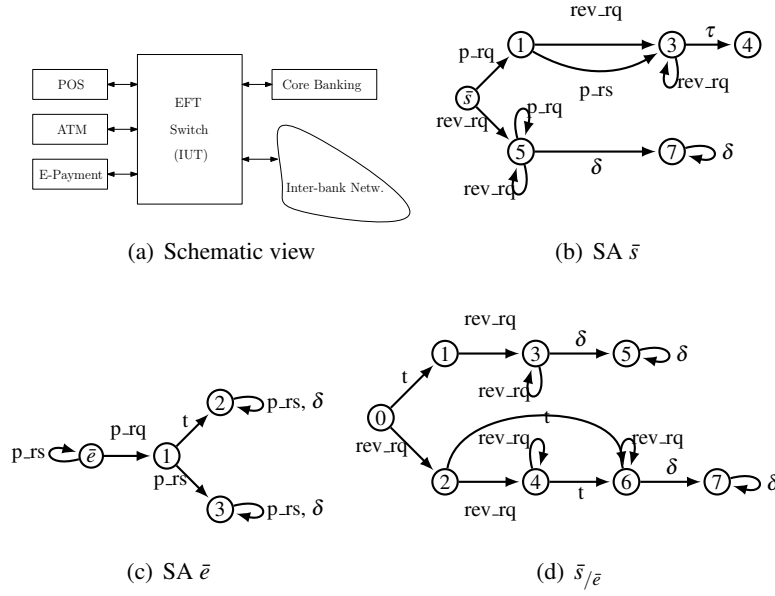 POS
ATM
E-Payment
EFT
Switch
(IUT)
Core Banking
Inter-bank Netw.
(a) Schematic view
rev_rq
1
3
τ
4
p_rq
p_rs
rev_rq
s̄
rev_rq
p_rq
5
δ
7
δ
rev_rq
(b) SA s̄
p_rs
ē
p_rq
1
t
2
p_rs, δ
p_rs
3
p_rs, δ
(c) SA ē
rev_rq
1
3
δ
5
δ
t
rev_rq
0
t
rev_rq
rev_rq
rev_rq
2
4
6
δ
7
δ
rev_rq
t
(d) s̄/ē